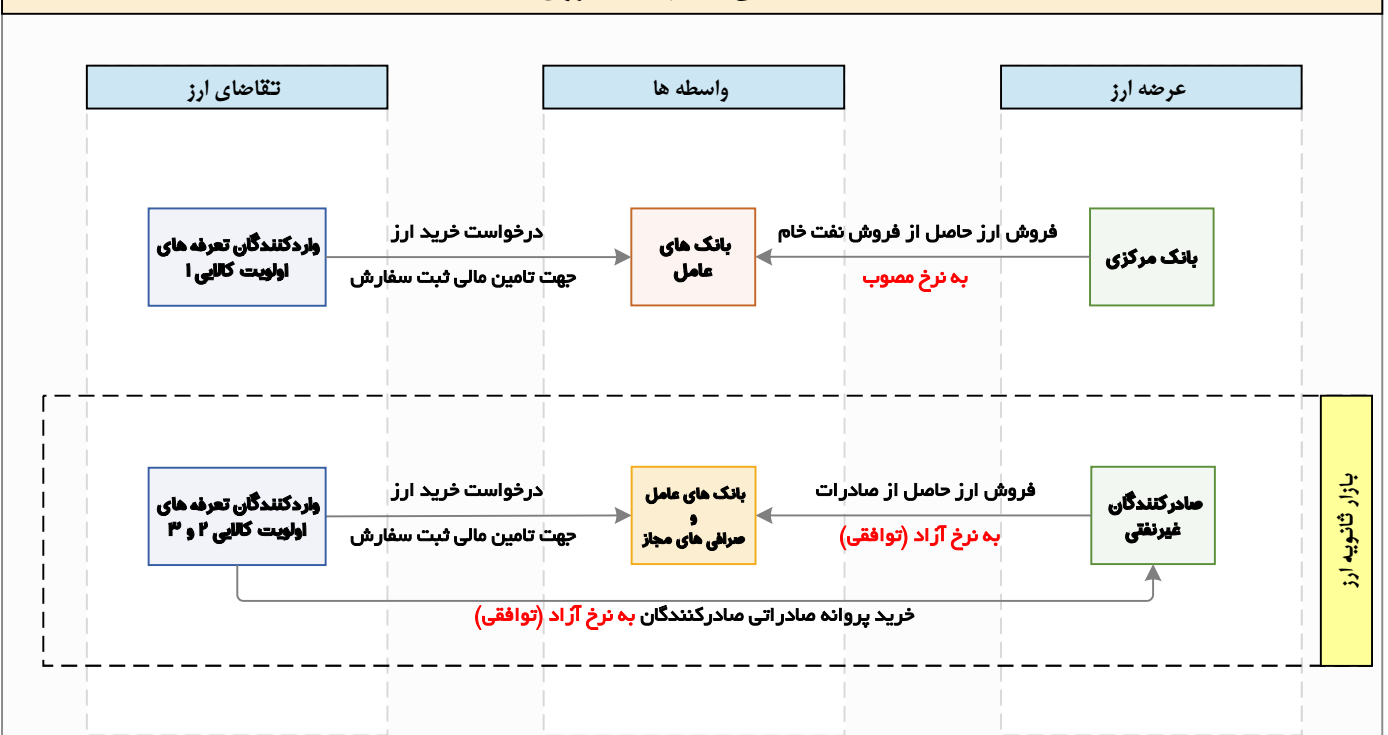 عرضه ارز
واسطه ها
تقاضای ارز
بانک مرکزی
فروش ارز حاصل از فروش نفت خام
به نرخ مصوب
بانک های
عامل
درخواست خرید ارز
جهت تامین مالی ثبت سفارش
واردکنندگان تعرفه های
اولویت کالایی ۱
بازار ثانویه ارز
صادرکنندگان
غیرنفتی
فروش ارز حاصل از صادرات
به نرخ آزاد (توافقی)
بانک های عامل
و
صرافی های مجاز
درخواست خرید ارز
جهت تامین مالی ثبت سفارش
واردکنندگان تعرفه های
اولویت کالایی ۲ و ۳
خرید پروانه صادراتی صادرکنندگان به نرخ آزاد (توافقی)